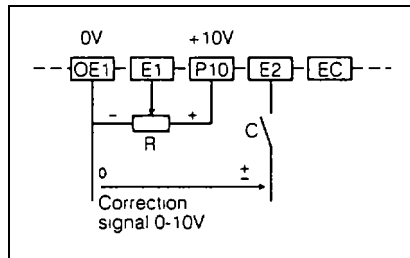 0V +10V
OE1 E1 P10 E2 EC
- +
R
C
0 ±
Correction
signal 0-10V